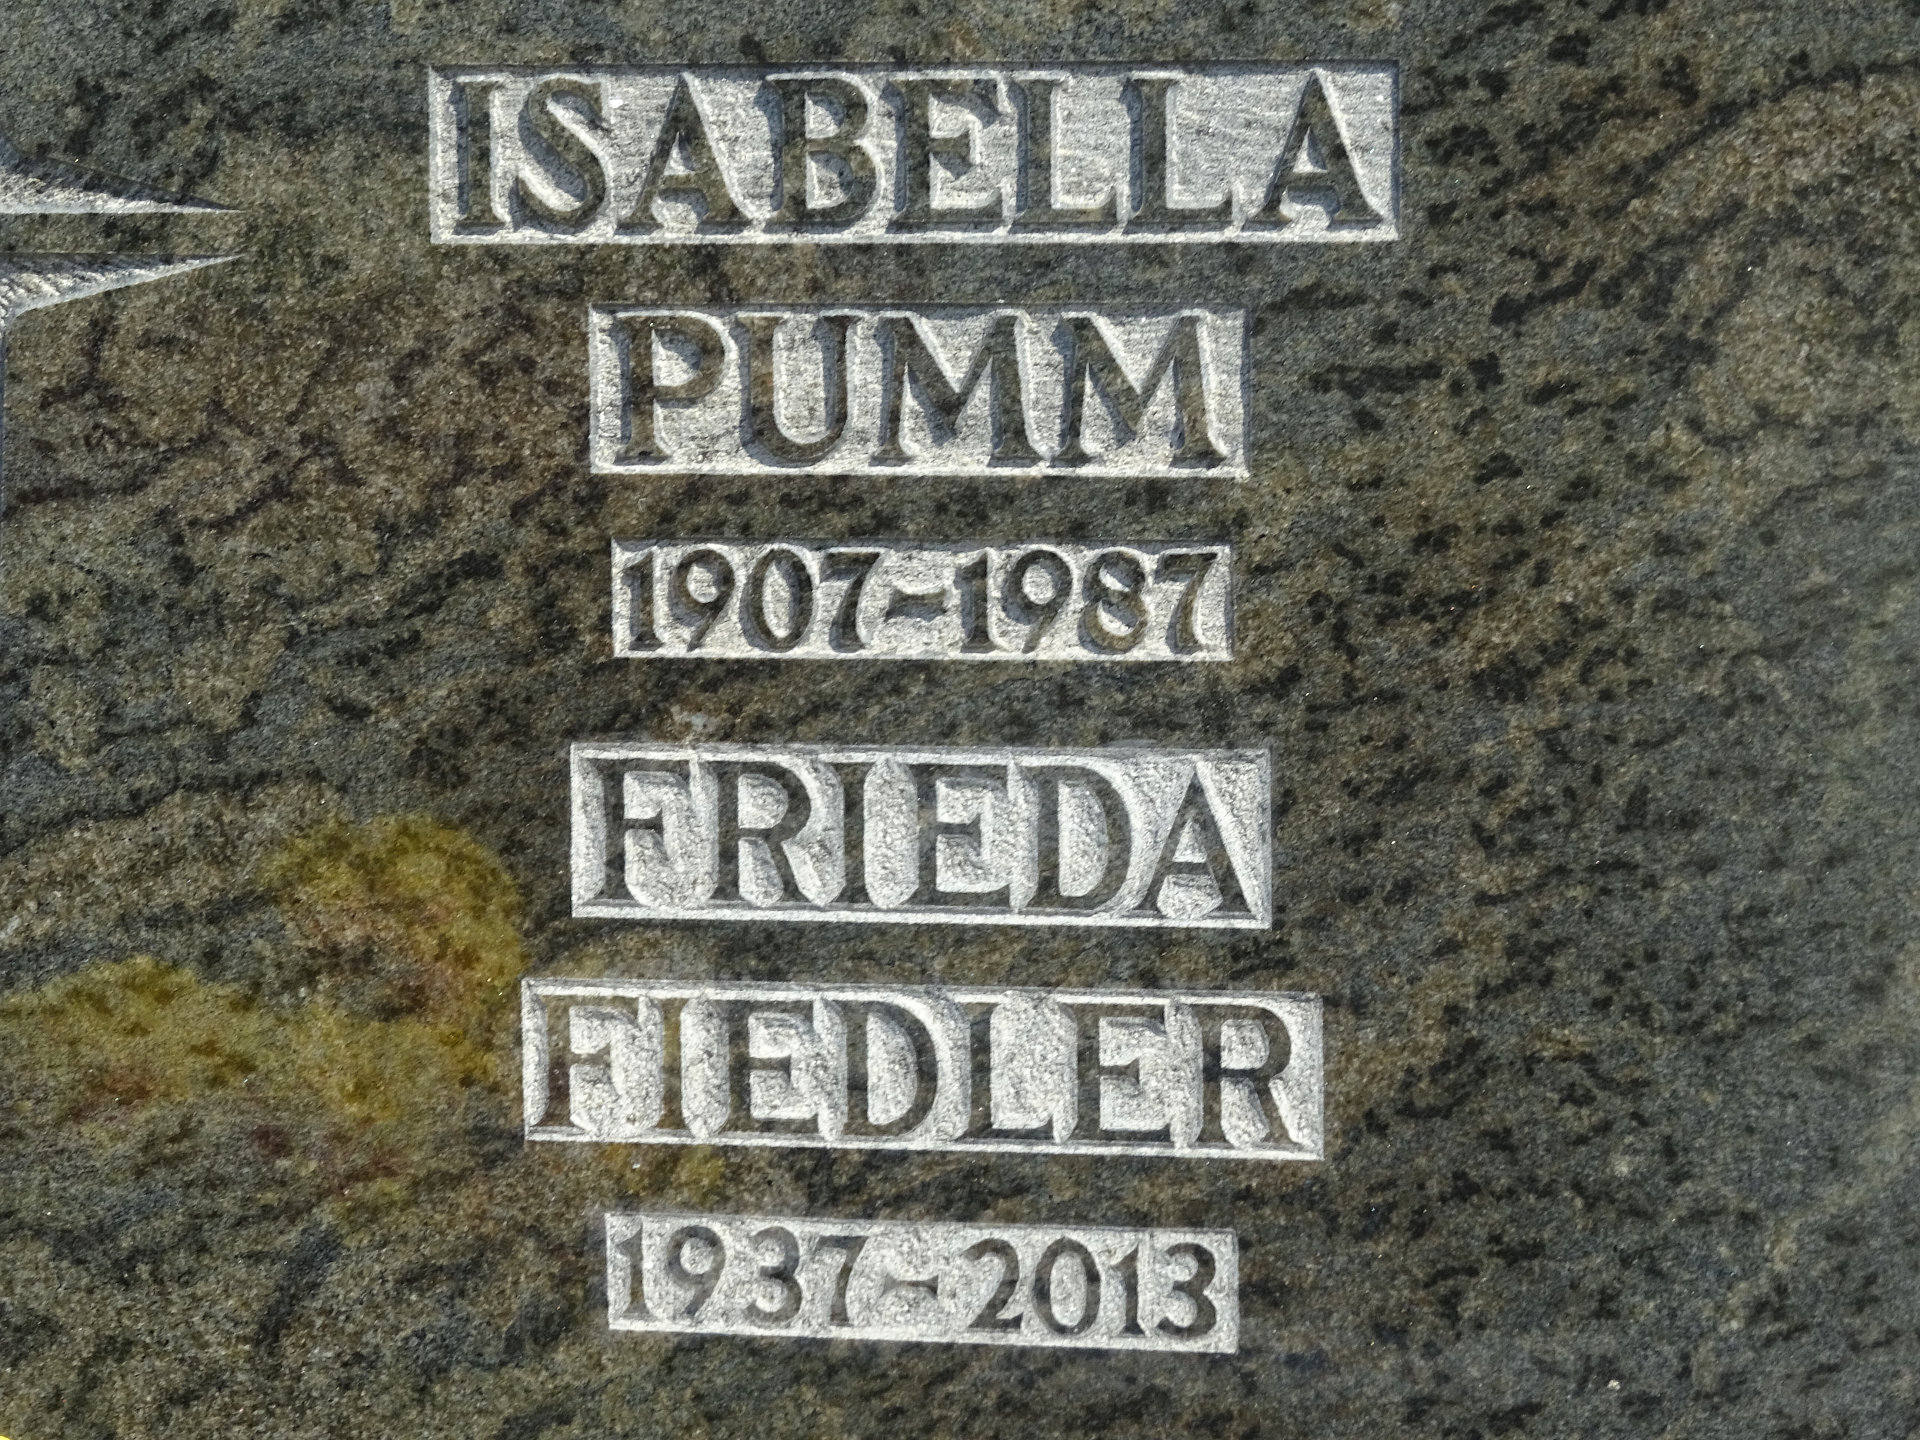 ISABELLA
PUMM
1907-1987
FRIEDA
FIEDLER
1937-2013